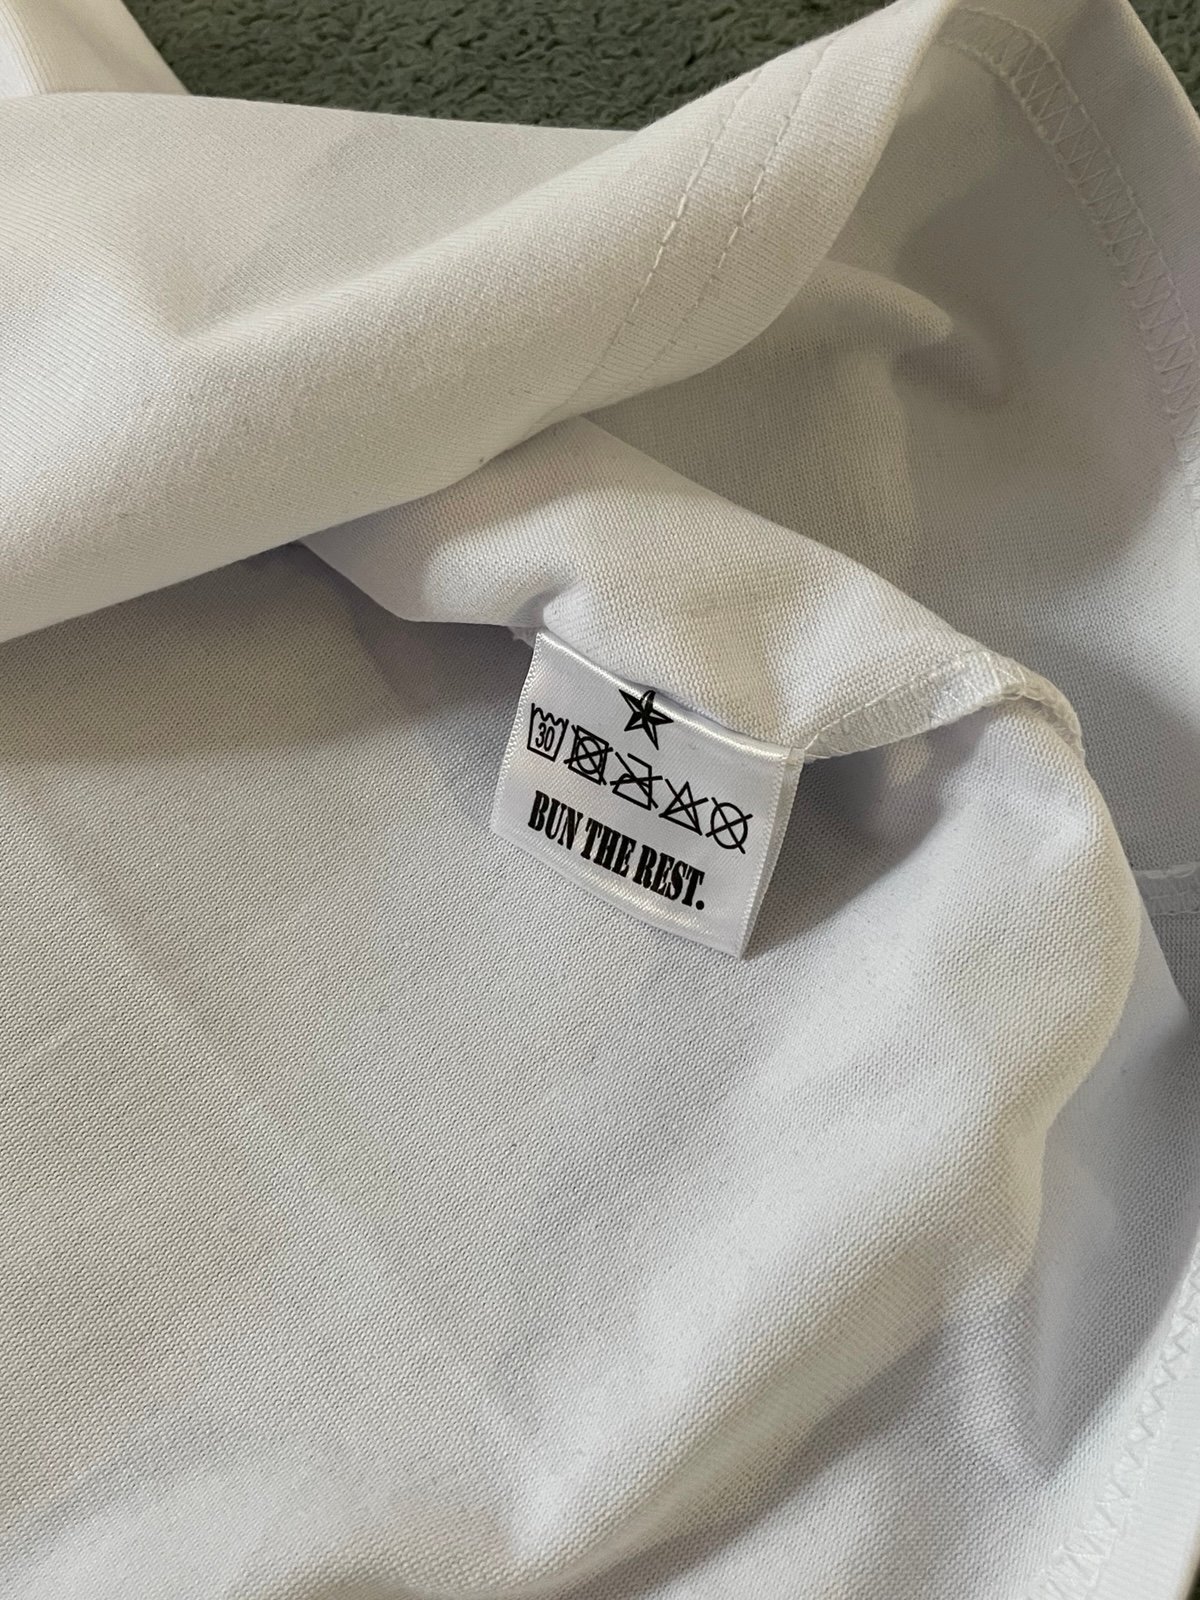 30
BUN THE REST.